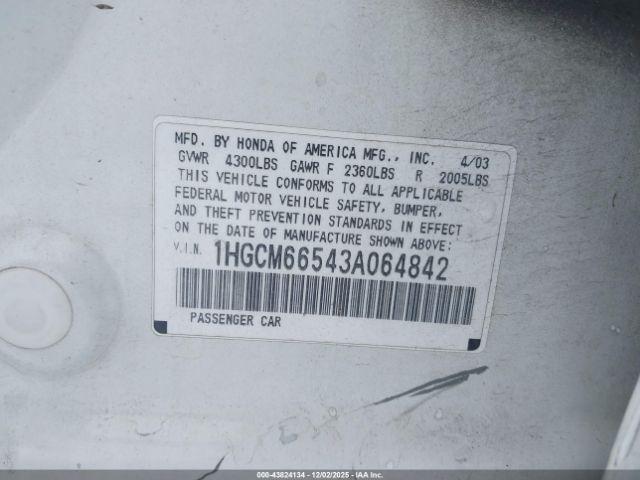 MFD. BY HONDA OF AMERICA MFG., INC. 4/03
GVWR 4300LBS GAWR F 2360LBS R 2005LBS
THIS VEHICLE CONFORMS TO ALL APPLICABLE
FEDERAL MOTOR VEHICLE SAFETY, BUMPER,
AND THEFT PREVENTION STANDARDS IN EFFECT
ON THE DATE OF MANUFACTURE SHOWN ABOVE:
V.I.N. 1HGCM66543A064842
PASSENGER CAR
000-43824134 - 12/02/2025 - IAA Inc.